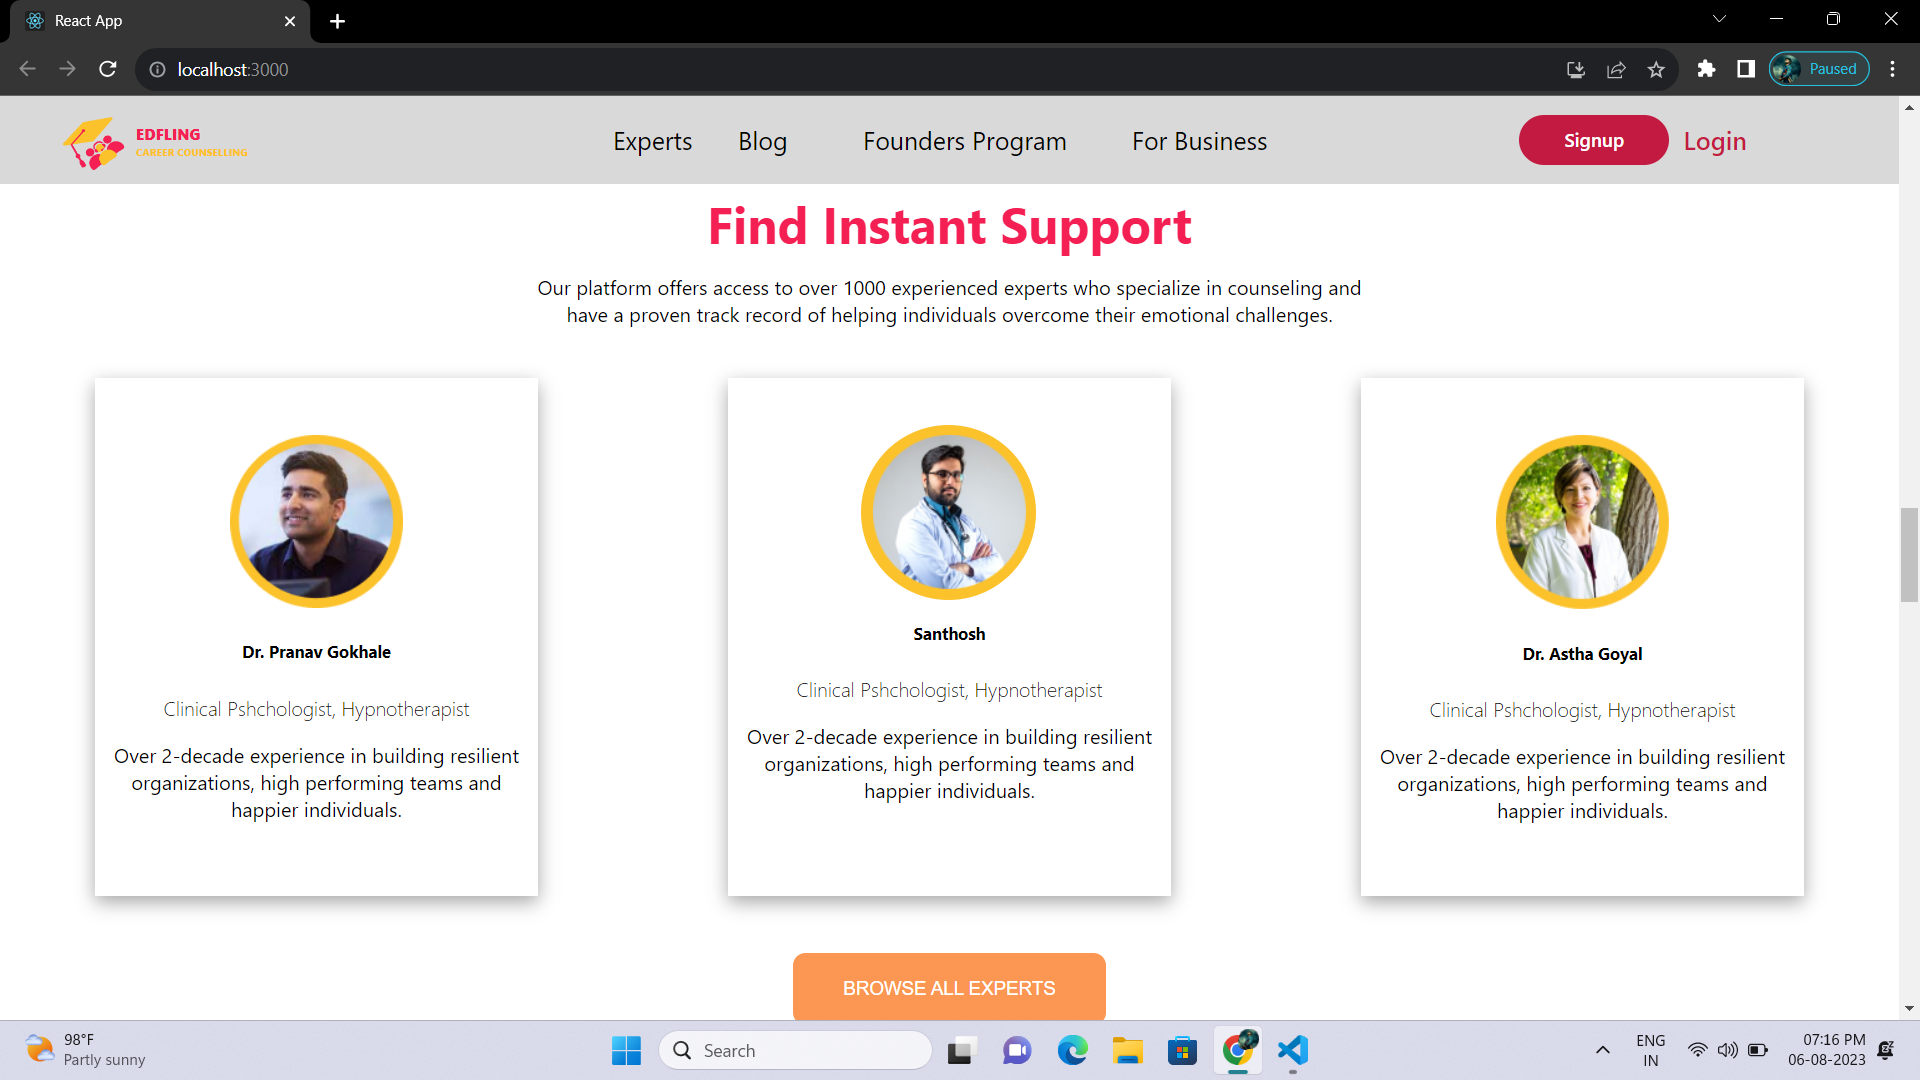 React App
localhost:3000
Paused
EDFLING
CAREER COUNSELLING
Experts
Blog
Founders Program
For Business
Signup
Login
Find Instant Support
Our platform offers access to over 1000 experienced experts who specialize in counseling and
have a proven track record of helping individuals overcome their emotional challenges.
Dr. Pranav Gokhale
Clinical Pshchologist, Hypnotherapist
Over 2-decade experience in building resilient
organizations, high performing teams and
happier individuals.
Santhosh
Clinical Pshchologist, Hypnotherapist
Over 2-decade experience in building resilient
organizations, high performing teams and
happier individuals.
Dr. Astha Goyal
Clinical Pshchologist, Hypnotherapist
Over 2-decade experience in building resilient
organizations, high performing teams and
happier individuals.
BROWSE ALL EXPERTS
98°F
Partly sunny
Search
ENG
IN
07:16 PM
06-08-2023